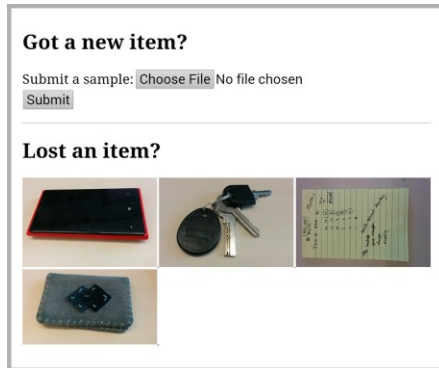 Got a new item?
Submit a sample: Choose File No file chosen
Submit
Lost an item?